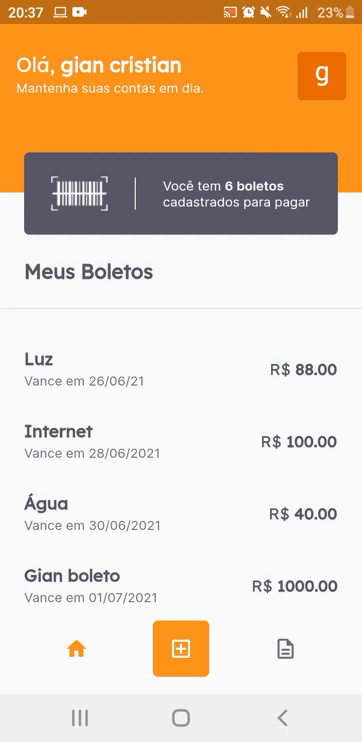 20:37
23%
Olá, gian cristian
Mantenha suas contas em dia.
g
Você tem 6 boletos
cadastrados para pagar
Meus Boletos
Luz
R$ 88.00
Vance em 26/06/21
Internet
R$ 100.00
Vance em 28/06/2021
Água
R$ 40.00
Vance em 30/06/2021
Gian boleto
R$ 1000.00
Vance em 01/07/2021